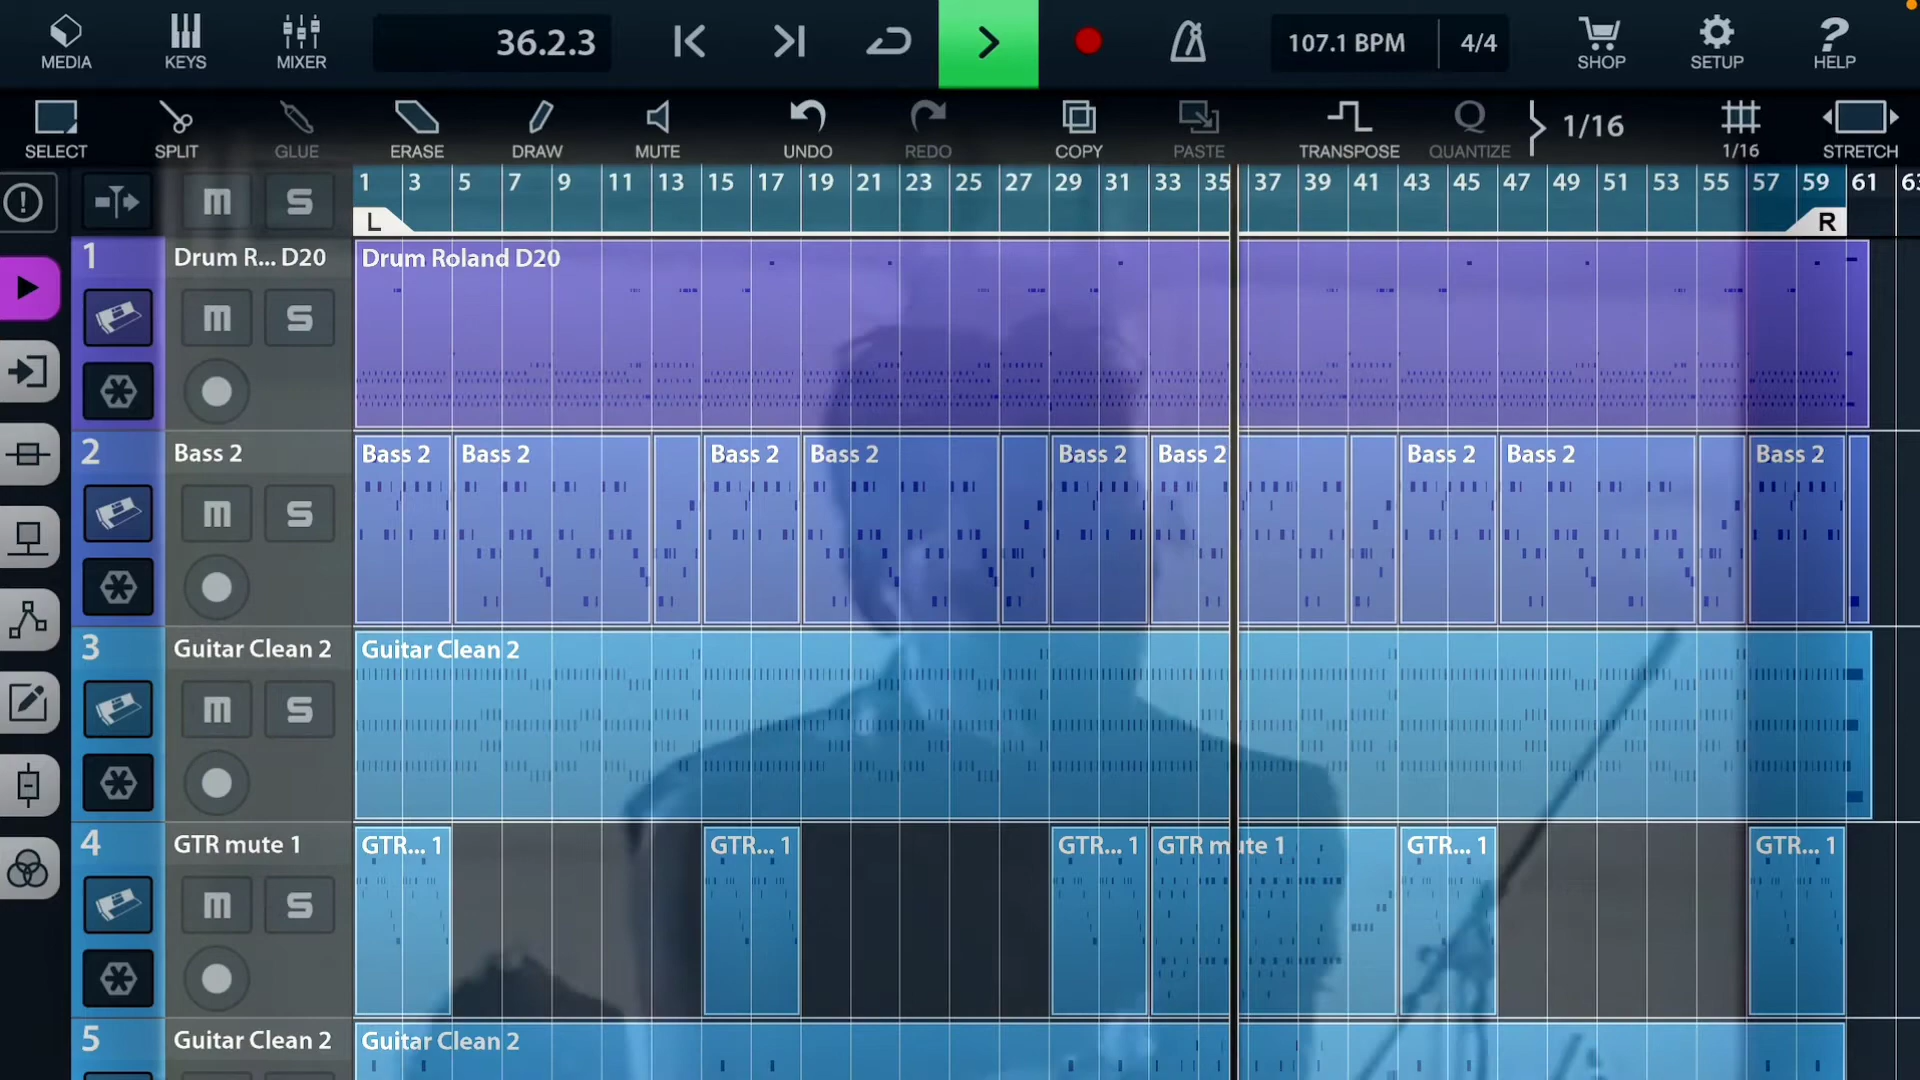 MEDIA KEYS MIXER 36.2.3 107.1 BPM 4/4 SHOP SETUP ? HELP
SELECT SPLIT GLUE ERASE DRAW MUTE UNDO REDO COPY PASTE TRANSPOSE Q QUANTIZE 1/16 1/16 STRETCH
m S 1 3 5 7 9 11 13 15 17 19 21 23 25 27 29 31 33 35 37 39 41 43 45 47 49 51 53 55 57 59 61 63
L R
1 Drum R... D20 Drum Roland D20
m S
2 Bass 2 Bass 2 Bass 2 Bass 2 Bass 2 Bass 2 Bass 2 Bass 2 Bass 2 Bass 2
m S
3 Guitar Clean 2 Guitar Clean 2
m S
4 GTR mute 1 GTR... 1 GTR... 1 GTR... 1 GTR mute 1 GTR... 1 GTR... 1
m S
5 Guitar Clean 2 Guitar Clean 2